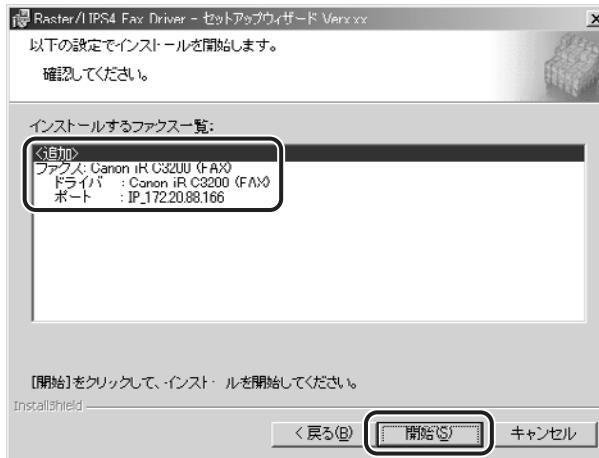 Raster/LIPS4 Fax Driver - セットアップウィザード Verx.xx
以下の設定でインストールを開始します。
確認してください。
インストールするファクス一覧:
<追加>
ファクス: Canon iR C3200 (FAX)
ドライバ : Canon iR C3200 (FAX)
ポート : IP_172.20.88.166
[開始]をクリックして、インストールを開始してください。
InstallShield
< 戻る(B)
開始(S)
キャンセル